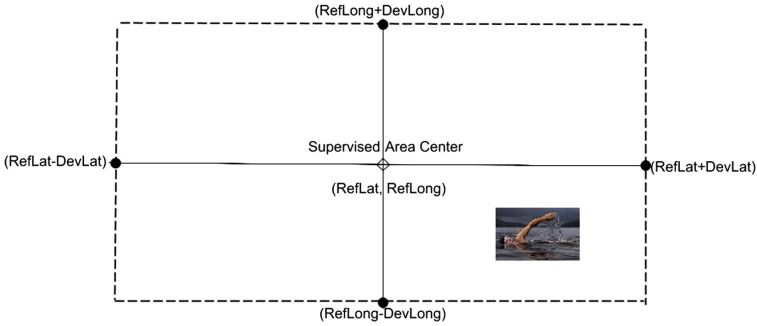 (RefLong+DevLong)
Supervised Area Center
(RefLat-DevLat)
(RefLat+DevLat)
(RefLat, RefLong)
(RefLong-DevLong)